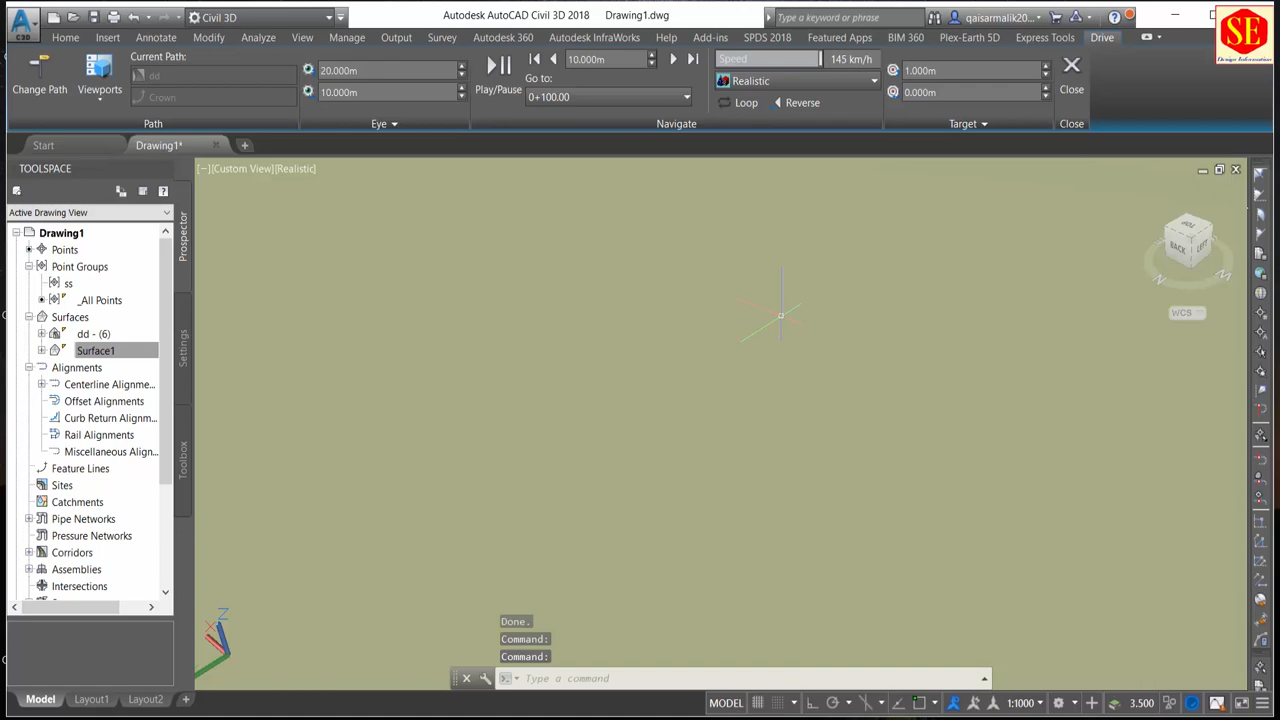 Civil 3D
Autodesk AutoCAD Civil 3D 2018 Drawing1.dwg
Type a keyword or phrase
qaisarmalik20...
SE
Design Information
Home Insert Annotate Modify Analyze View Manage Output Survey Autodesk 360 Autodesk InfraWorks Help Add-ins SPDS 2018 Featured Apps BIM 360 Plex-Earth 5D Express Tools Drive
Change Path
Viewports
Current Path:
dd
Crown
Path
20.000m
10.000m
Eye
Play/Pause
10.000m
Go to:
0+100.00
Speed 145 km/h
Realistic
Loop Reverse
Navigate
1.000m
0.000m
Target
Close
Close
Start Drawing1*
TOOLSPACE
Active Drawing View
Drawing1
Points
Point Groups
ss
_All Points
Surfaces
dd - (6)
Surface1
Alignments
Centerline Alignme...
Offset Alignments
Curb Return Alignm...
Rail Alignments
Miscellaneous Align...
Feature Lines
Sites
Catchments
Pipe Networks
Pressure Networks
Corridors
Assemblies
Intersections
Prospector
Settings
Toolbox
[−][Custom View][Realistic]
TOP
BACK
LEFT
N
WCS
Z
X
Done.
Command:
Command:
Type a command
Model Layout1 Layout2
MODEL
1:1000
3.500